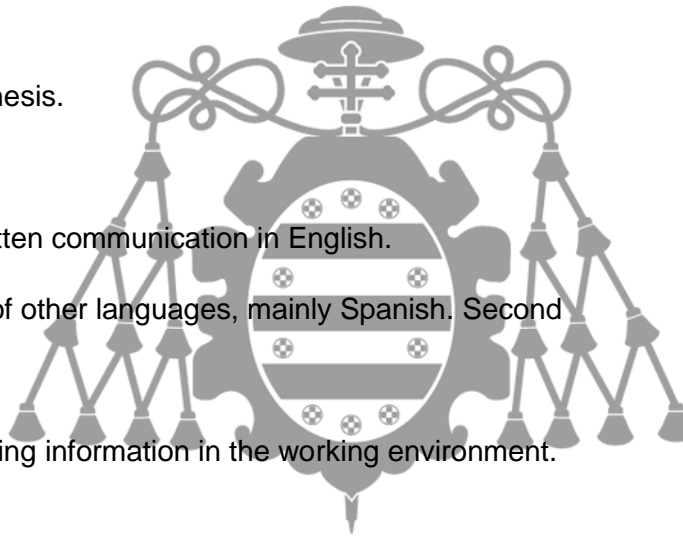 hesis.
tten communication in English.
of other languages, mainly Spanish. Second
ing information in the working environment.